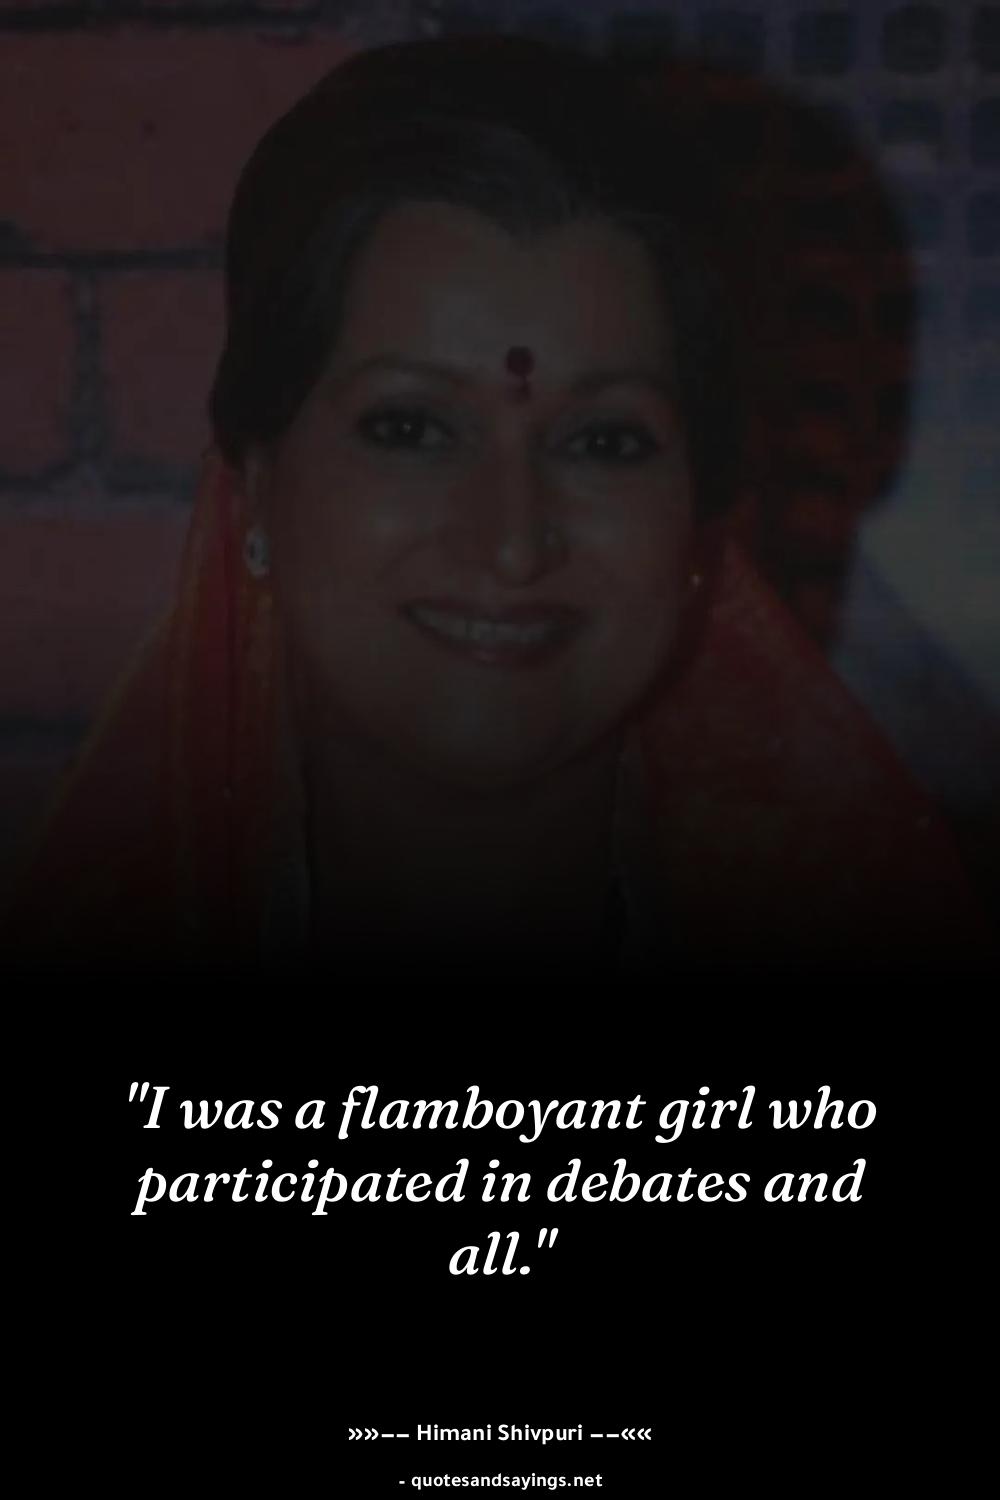 "I was a flamboyant girl who
participated in debates and
all."
»»−− Himani Shivpuri −−««
- quotesandsayings.net